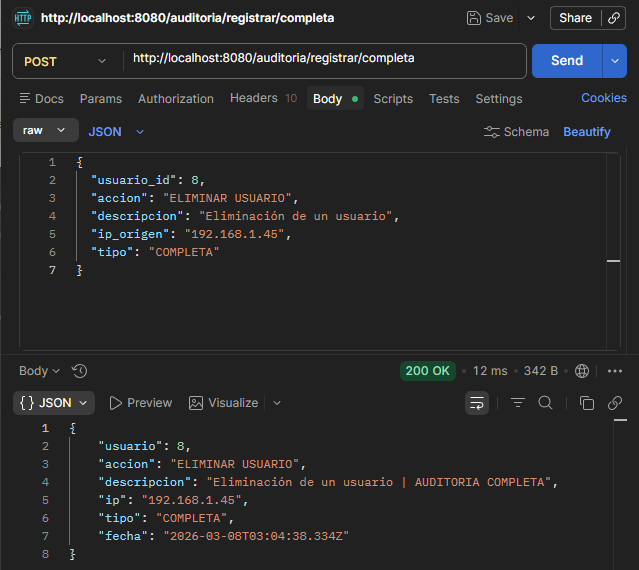 HTTP http://localhost:8080/auditoria/registrar/completa Save Share
POST http://localhost:8080/auditoria/registrar/completa Send
Docs Params Authorization Headers 10 Body Scripts Tests Settings Cookies
raw JSON Schema Beautify
1 {
2 "usuario_id": 8,
3 "accion": "ELIMINAR USUARIO",
4 "descripcion": "Eliminación de un usuario",
5 "ip_origen": "192.168.1.45",
6 "tipo": "COMPLETA"
7 }
Body 200 OK • 12 ms • 342 B
{} JSON Preview Visualize
1 {
2 "usuario": 8,
3 "accion": "ELIMINAR USUARIO",
4 "descripcion": "Eliminación de un usuario | AUDITORIA COMPLETA",
5 "ip": "192.168.1.45",
6 "tipo": "COMPLETA",
7 "fecha": "2026-03-08T03:04:38.334Z"
8 }